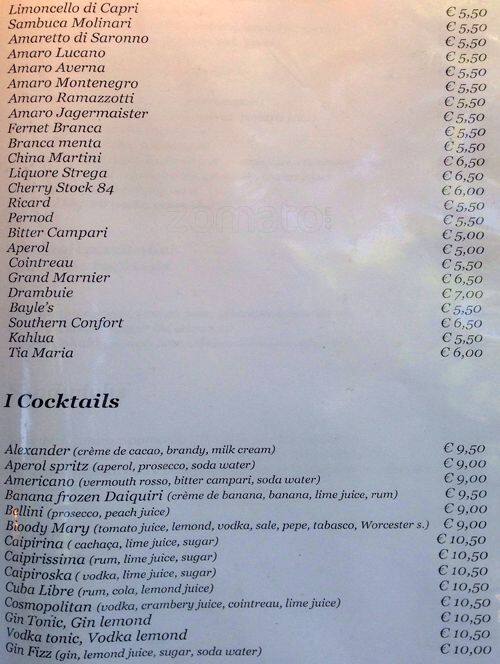 Limoncello di Capri € 5,50
Sambuca Molinari € 5,50
Amaretto di Saronno € 5,50
Amaro Lucano € 5,50
Amaro Averna € 5,50
Amaro Montenegro € 5,50
Amaro Ramazzotti € 5,50
Amaro Jagermaister € 5,50
Fernet Branca € 5,50
Branca menta € 5,50
China Martini € 6,50
Liquore Strega € 6,50
Cherry Stock 84 € 6,00
Ricard € 5,50
Pernod € 5,50
Bitter Campari € 5,00
Aperol € 5,00
Cointreau € 5,50
Grand Marnier € 6,50
Drambuie € 7,00
Bayle's € 5,50
Southern Confort € 6,50
Kahlua € 5,50
Tia Maria € 6,00
zomato
I Cocktails
Alexander (crème de cacao, brandy, milk cream) € 9,50
Aperol spritz (aperol, prosecco, soda water) € 9,00
Americano (vermouth rosso, bitter campari, soda water) € 9,00
Banana frozen Daiquiri (crème de banana, banana, lime juice, rum) € 9,50
Bellini (prosecco, peach juice) € 9,00
Bloody Mary (tomato juice, lemond, vodka, sale, pepe, tabasco, Worcester s.) € 9,00
Caipirina ( cachaça, lime juice, sugar) € 10,50
Caipirissima (rum, lime juice, sugar) € 10,50
Caipiroska ( vodka, lime juice, sugar) € 10,50
Cuba Libre (rum, cola, lemond juice) € 10,50
Cosmopolitan (vodka, crambery juice, cointreau, lime juice) € 10,50
Gin Tonic, Gin lemond € 10,50
Vodka tonic, Vodka lemond € 10,50
Gin Fizz (gin, lemond juice, sugar, soda water) € 10,00